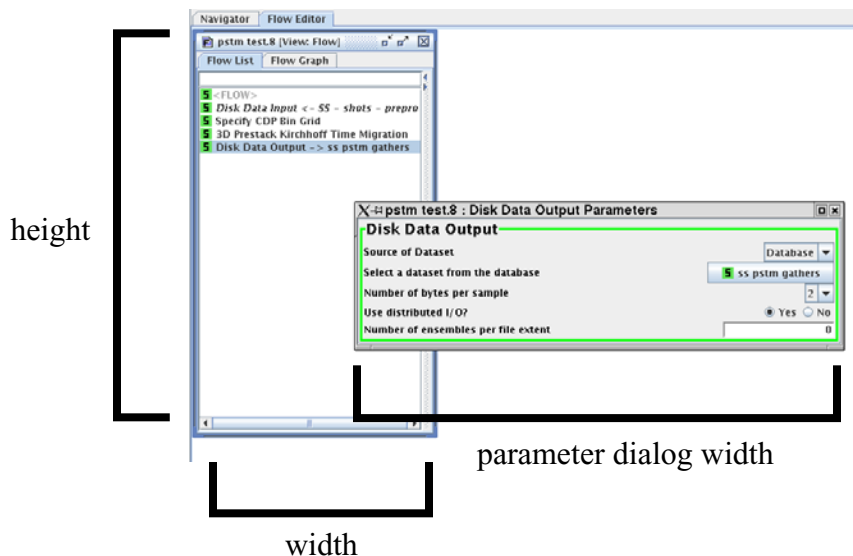 Navigator Flow Editor
pstm test.8 [View: Flow]
Flow List Flow Graph
S <FLOW>
S Disk Data Input <- SS - shots - prepro
S Specify CDP Bin Grid
S 3D Prestack Kirchhoff Time Migration
S Disk Data Output -> ss pstm gathers
height
pstm test.8 : Disk Data Output Parameters
Disk Data Output
Source of Dataset Database
Select a dataset from the database S ss pstm gathers
Number of bytes per sample 2
Use distributed I/O? Yes No
Number of ensembles per file extent 0
parameter dialog width
width